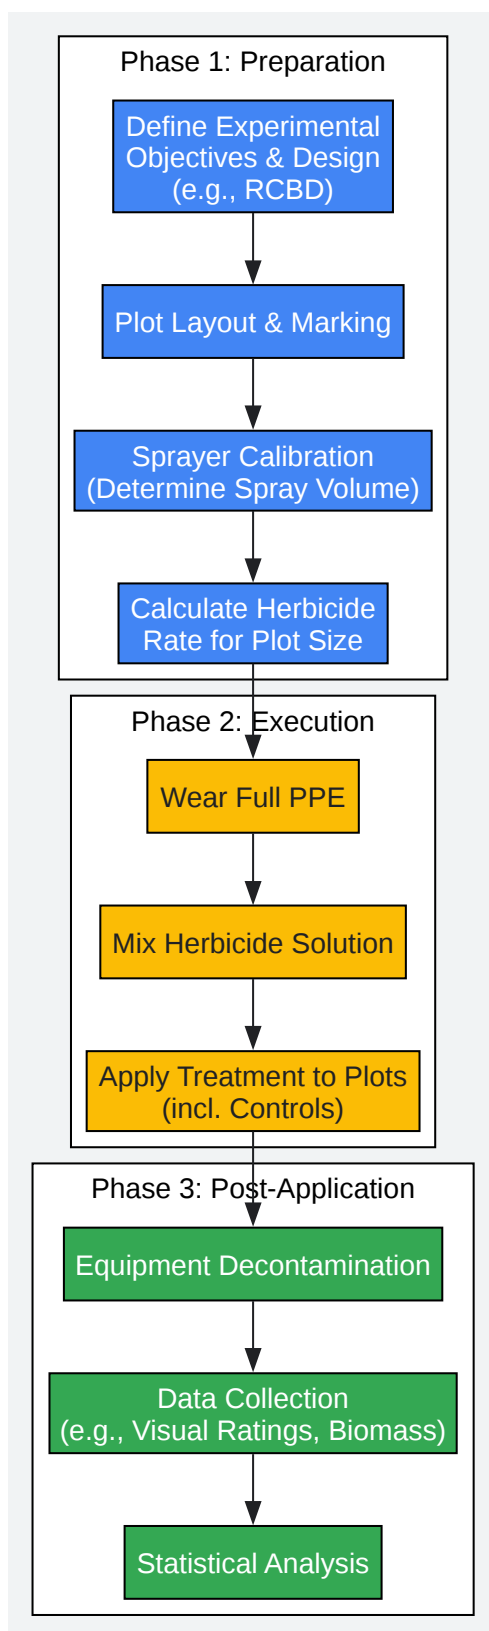 Phase 1: Preparation
Define Experimental
Objectives & Design
(e.g., RCBD)
Plot Layout & Marking
Sprayer Calibration
(Determine Spray Volume)
Calculate Herbicide
Rate for Plot Size
Phase 2: Execution
Wear Full PPE
Mix Herbicide Solution
Apply Treatment to Plots
(incl. Controls)
Phase 3: Post-Application
Equipment Decontamination
Data Collection
(e.g., Visual Ratings, Biomass)
Statistical Analysis